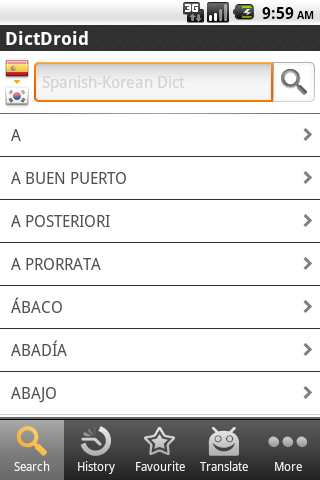 3G
9:59 AM
DictDroid
Spanish-Korean Dict
A
A BUEN PUERTO
A POSTERIORI
A PRORRATA
ÁBACO
ABADÍA
ABAJO
Search
History
Favourite
Translate
More